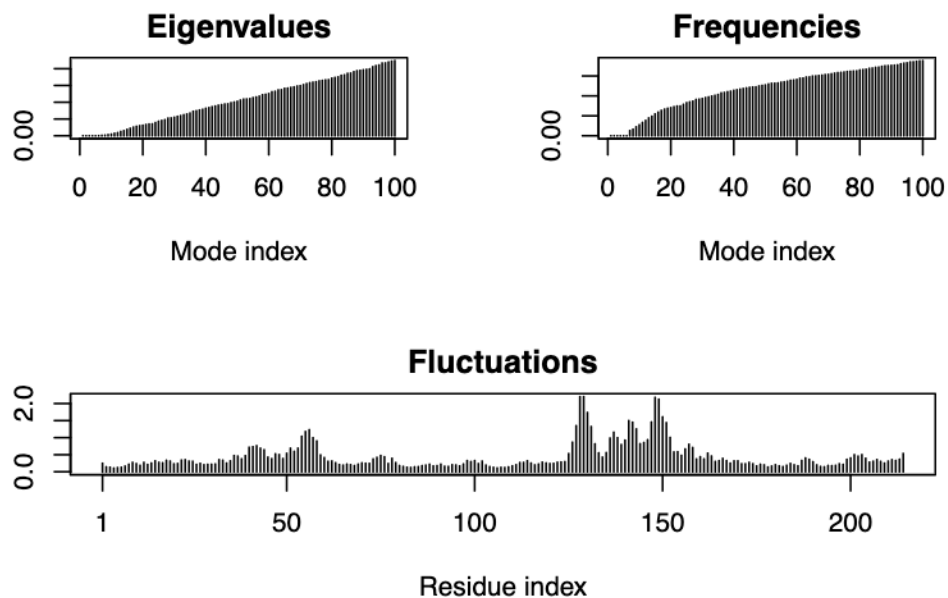 Eigenvalues
0.00
0 20 40 60 80 100
Mode index
Frequencies
0.00
0 20 40 60 80 100
Mode index
Fluctuations
0.0 2.0
1 50 100 150 200
Residue index